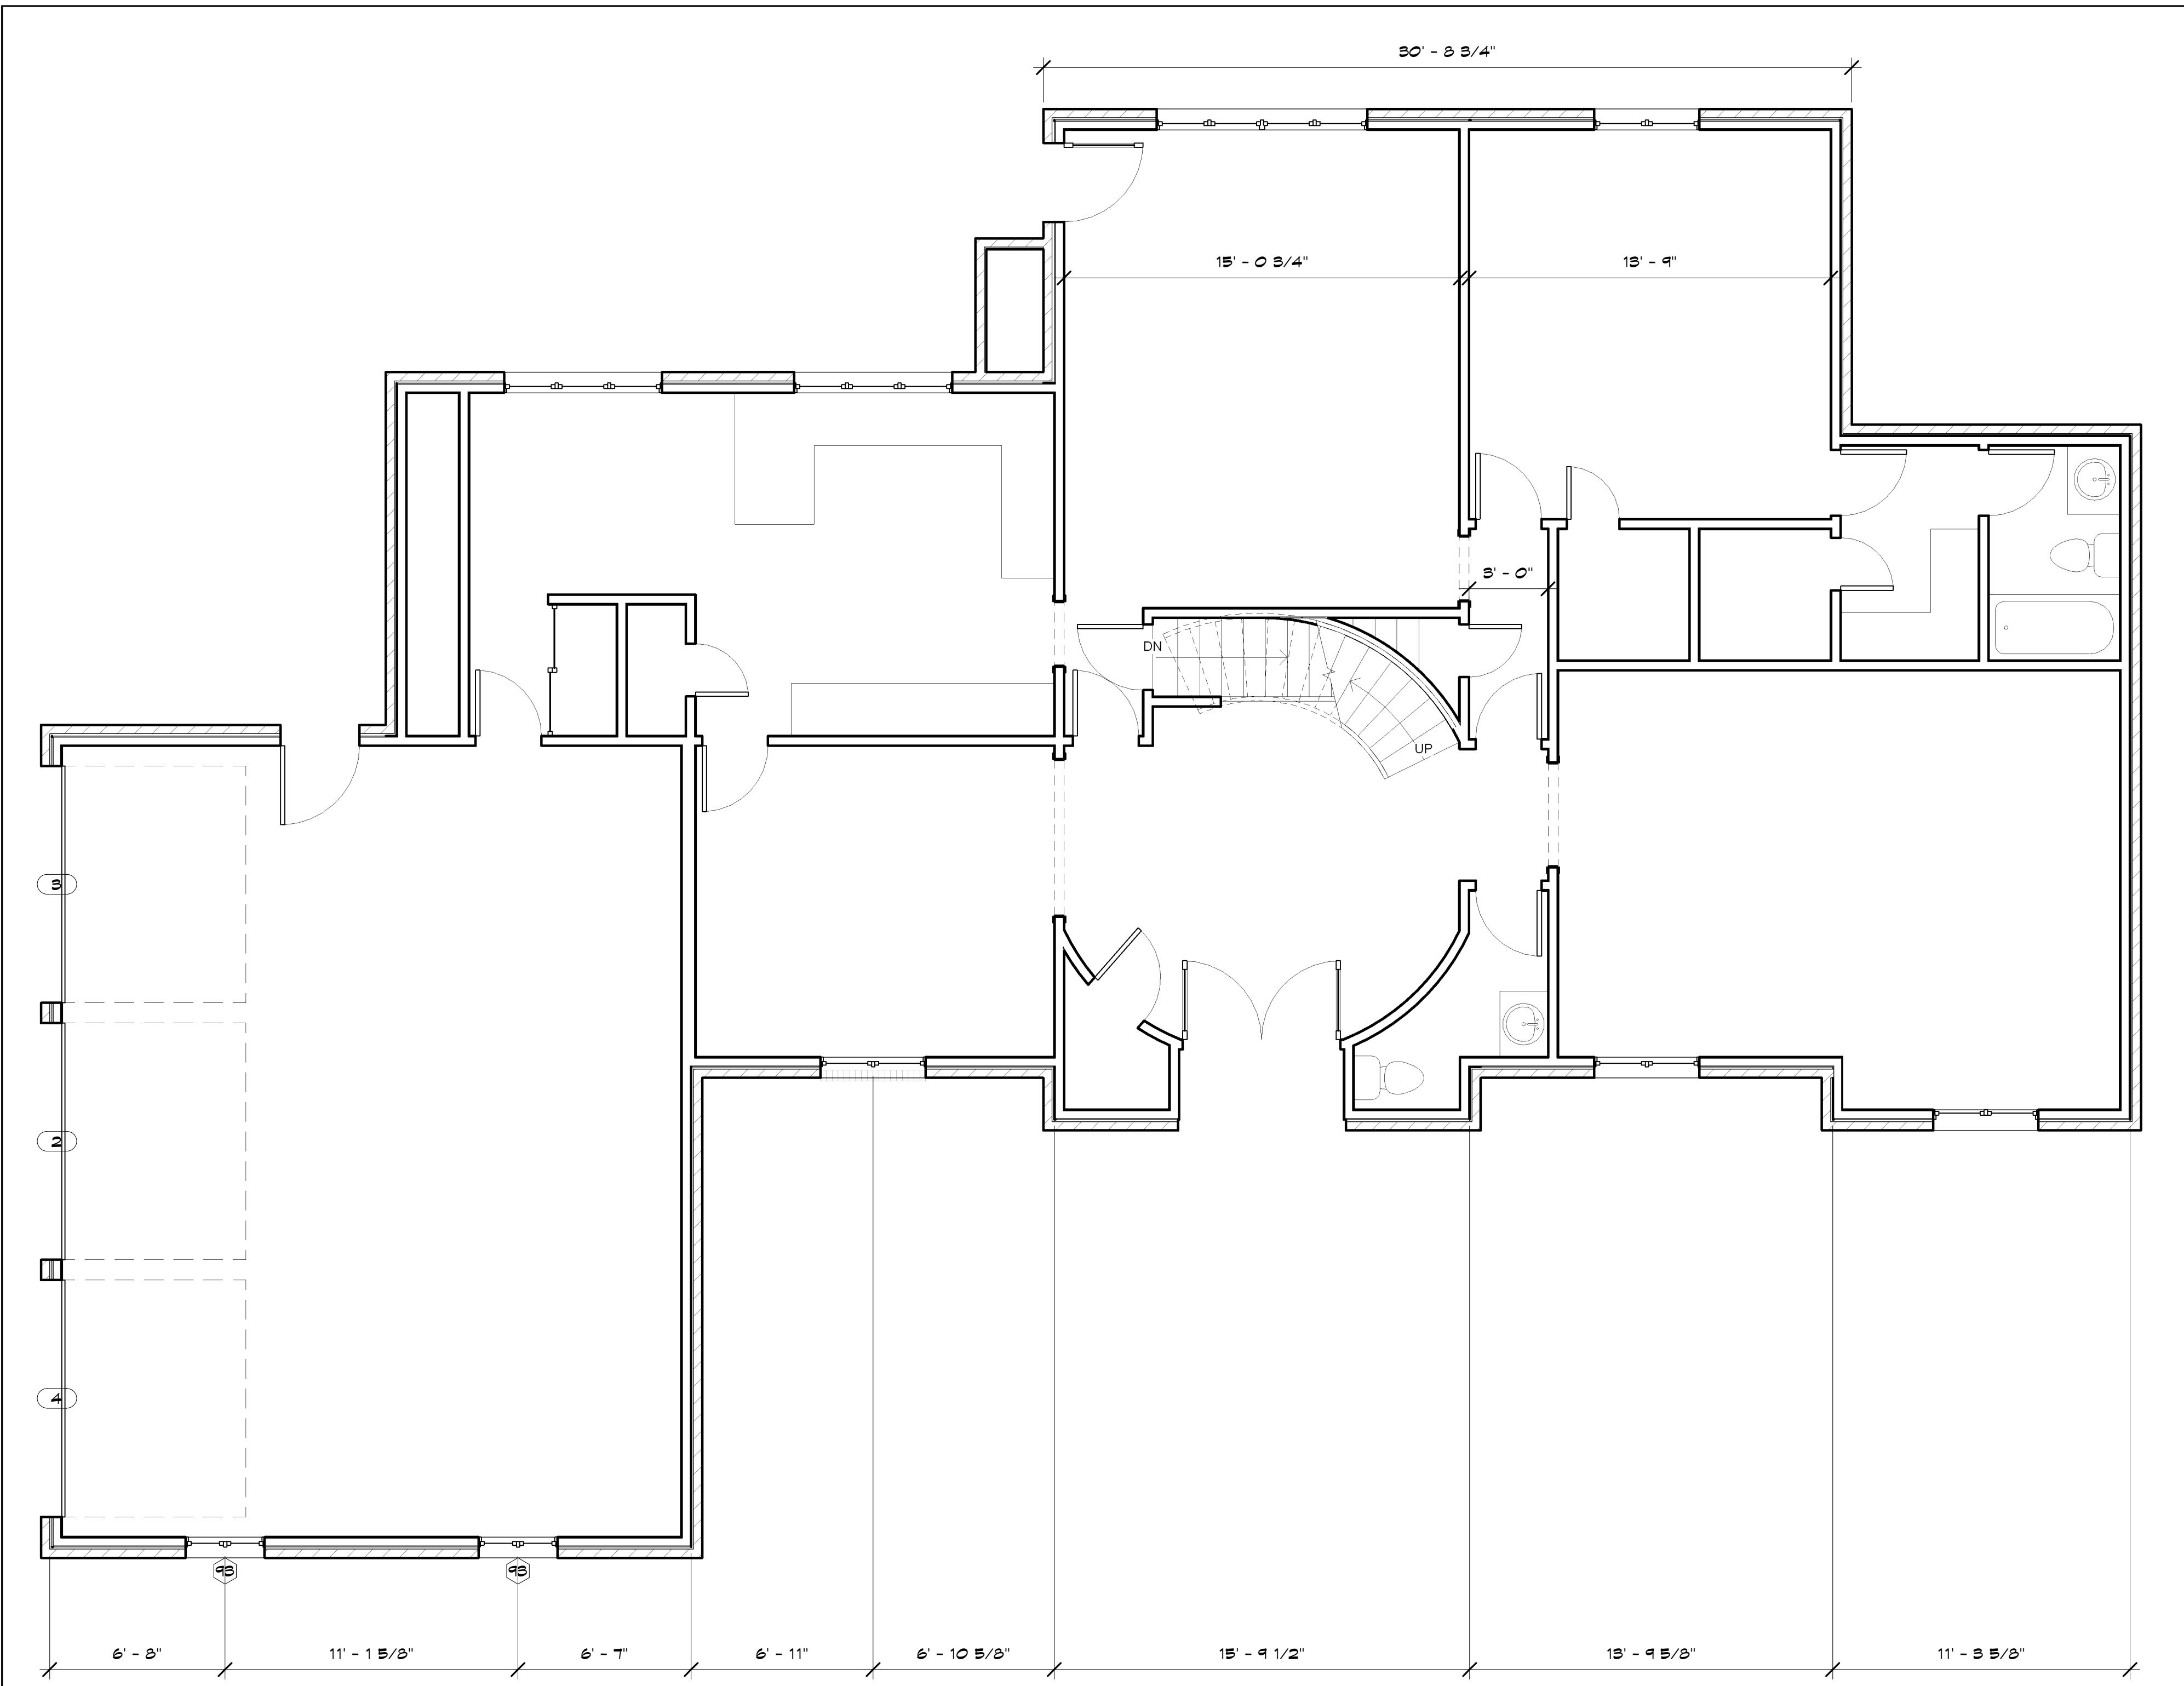 30' - 8 3/4"
15' - 0 3/4"
13' - 9"
3' - 0"
DN
UP
3
2
4
93
93
6' - 8"
11' - 1 5/8"
6' - 7"
6' - 11"
6' - 10 5/8"
15' - 9 1/2"
13' - 9 5/8"
11' - 3 5/8"